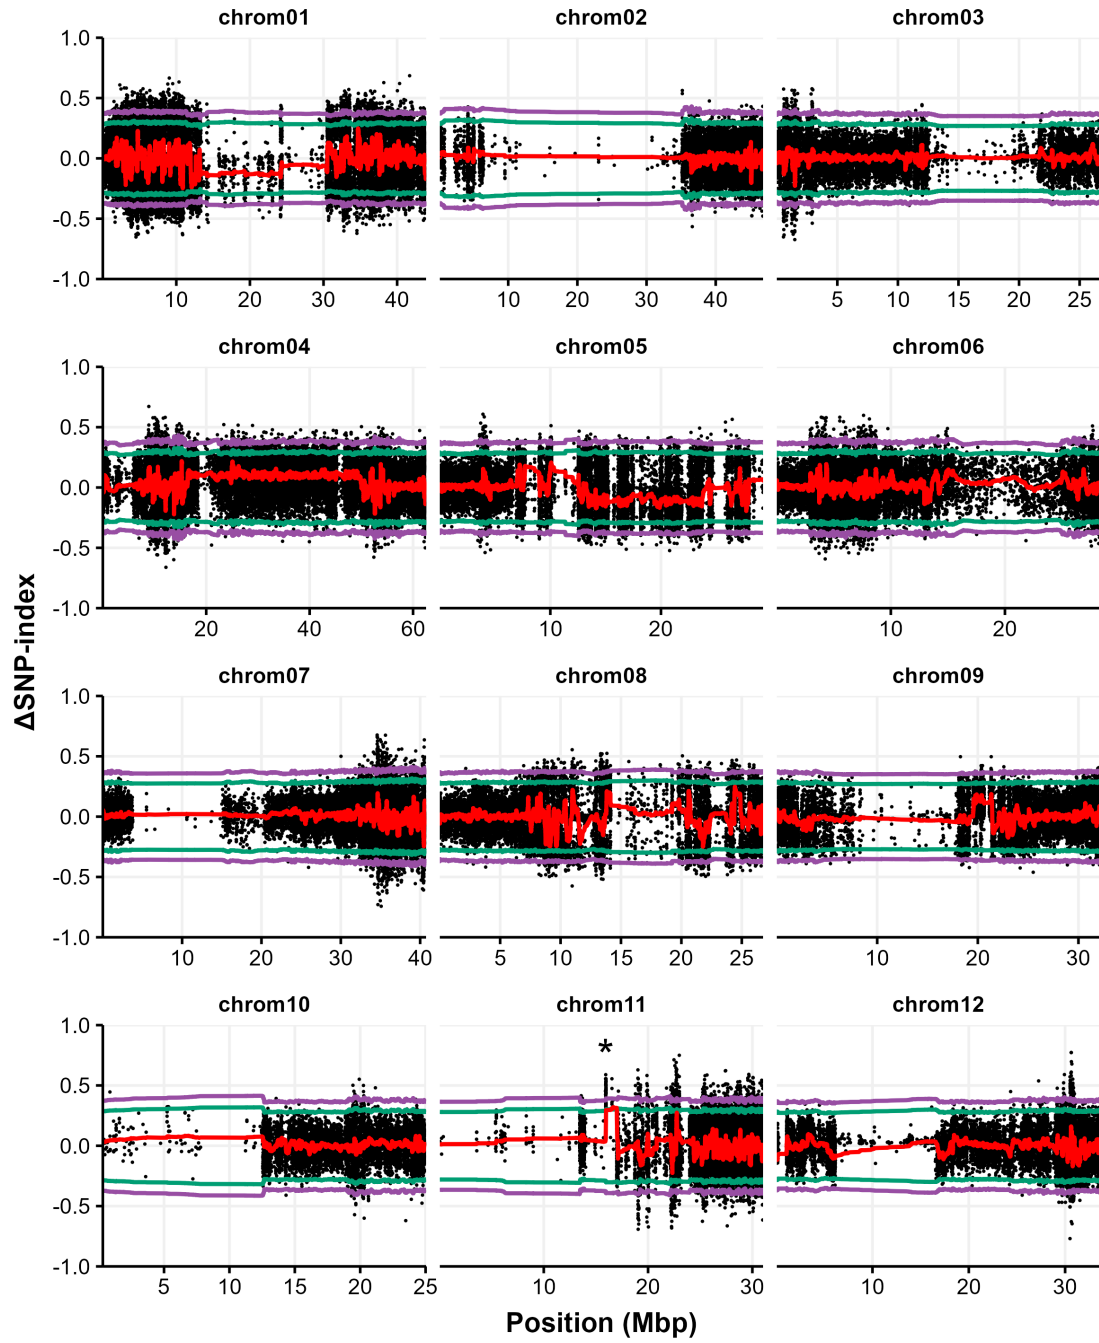 chrom01 chrom02 chrom03
1.0
0.5
0.0
-0.5
-1.0
10 20 30 40 10 20 30 40 5 10 15 20 25
chrom04 chrom05 chrom06
1.0
0.5
0.0
-0.5
-1.0
20 40 60 10 20 10 20
chrom07 chrom08 chrom09
1.0
0.5
0.0
-0.5
-1.0
10 20 30 40 5 10 15 20 25 10 20 30
chrom10 chrom11 chrom12
1.0
*
0.5
0.0
-0.5
-1.0
5 10 15 20 25 10 20 30 10 20 30
ΔSNP-index
Position (Mbp)